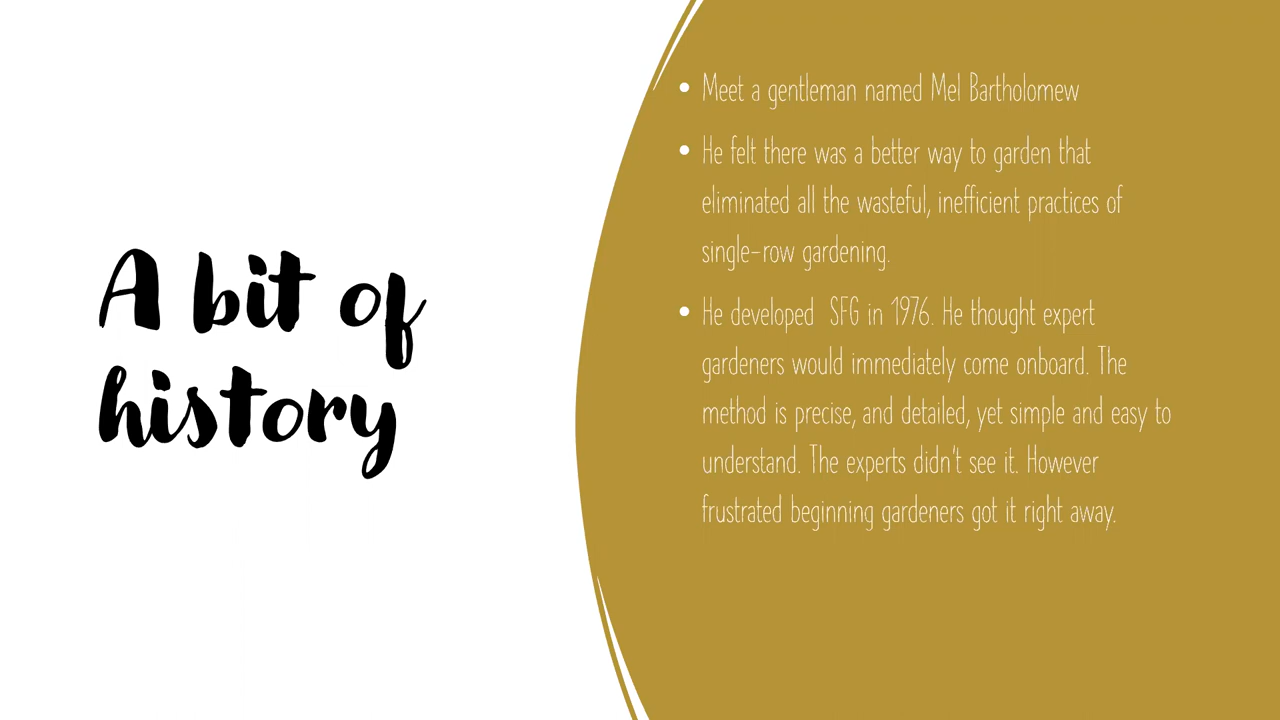 A bit of
history
• Meet a gentleman named Mel Bartholomew
• He felt there was a better way to garden that
eliminated all the wasteful, inefficient practices of
single-row gardening.
• He developed  SFG in 1976. He thought expert
gardeners would immediately come onboard. The
method is precise, and detailed, yet simple and easy to
understand. The experts didn't see it. However
frustrated beginning gardeners got it right away.